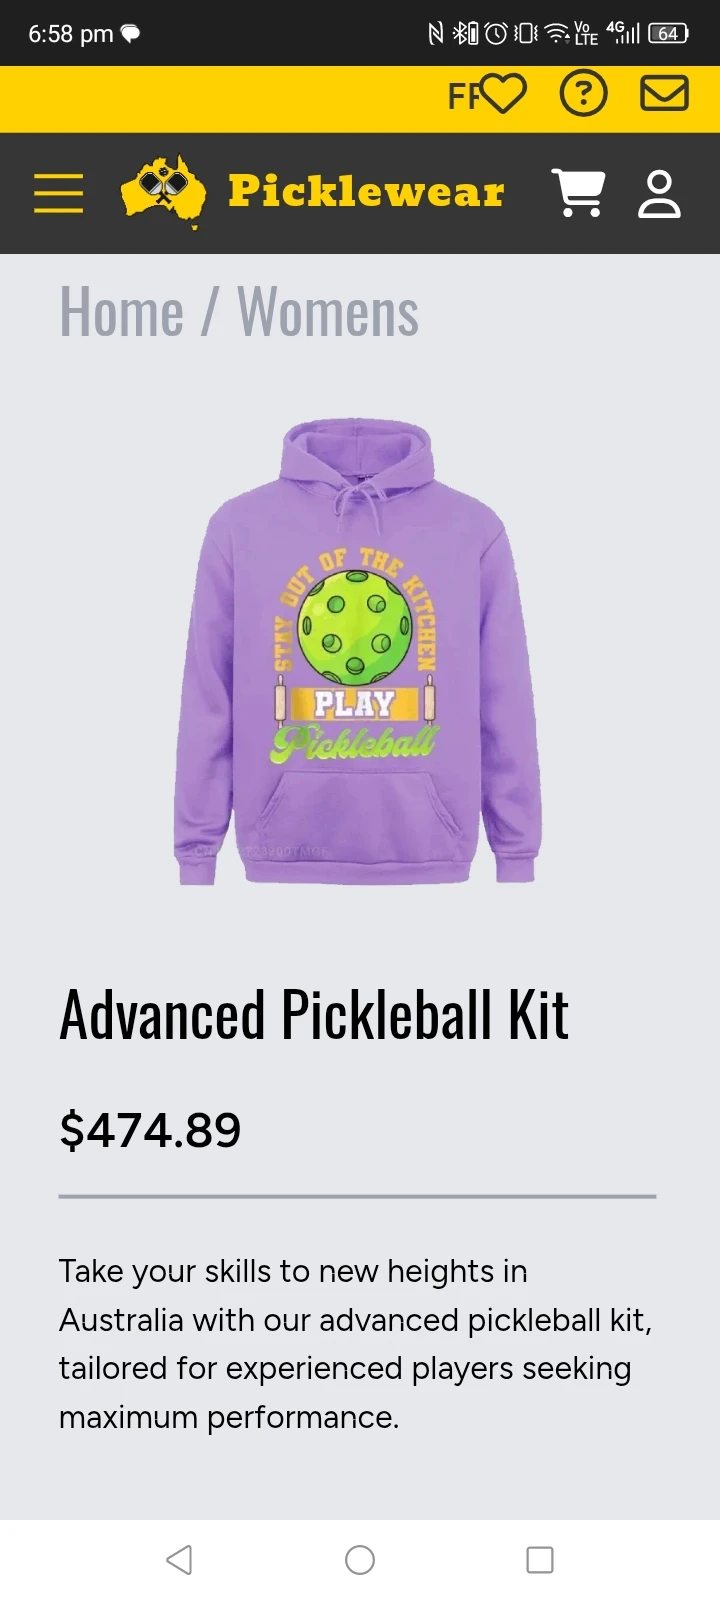 6:58 pm
Vo
LTE
4G
64
FF
Picklewear
Home / Womens
STAY OUT OF THE KITCHEN
PLAY
Pickleball
Advanced Pickleball Kit
$474.89
Take your skills to new heights in
Australia with our advanced pickleball kit,
tailored for experienced players seeking
maximum performance.